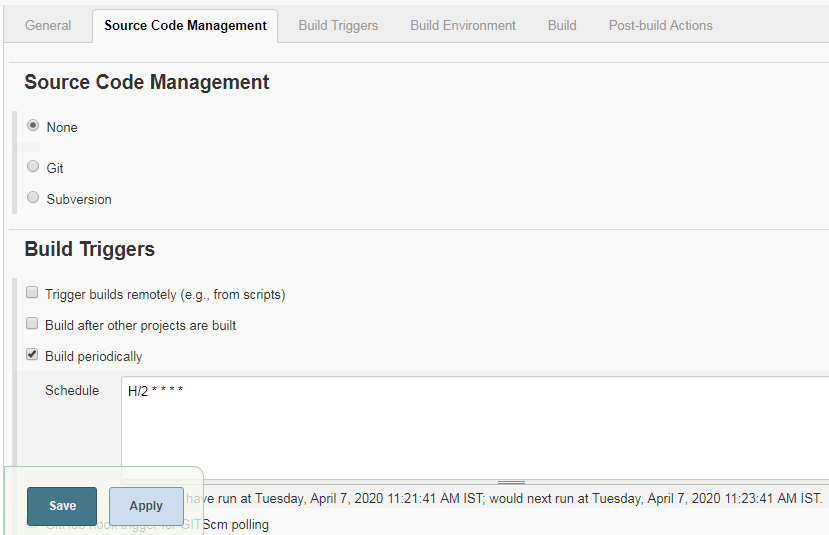 General Source Code Management Build Triggers Build Environment Build Post-build Actions
Source Code Management
None
Git
Subversion
Build Triggers
Trigger builds remotely (e.g., from scripts)
Build after other projects are built
Build periodically
Schedule H/2 * * * *
have run at Tuesday, April 7, 2020 11:21:41 AM IST; would next run at Tuesday, April 7, 2020 11:23:41 AM IST.
Save Apply
GitHub hook trigger for GITScm polling